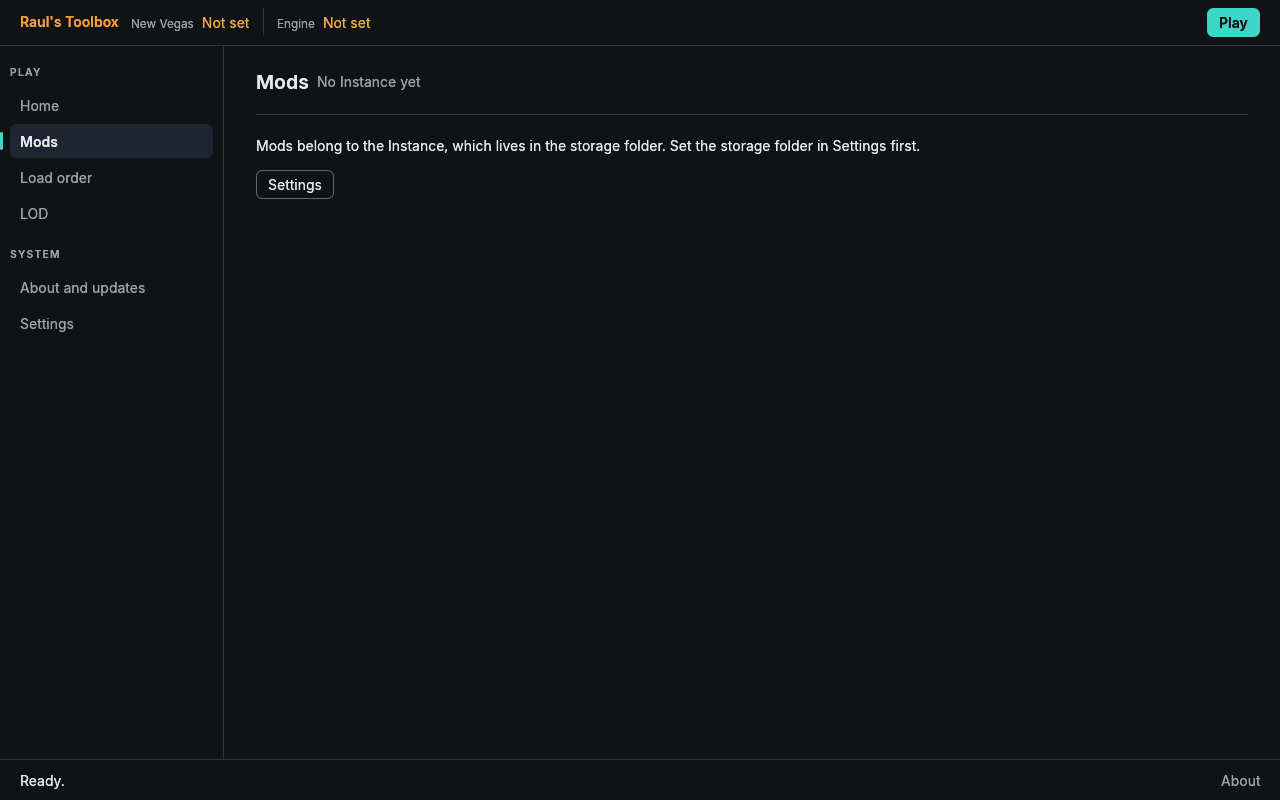 Raul's Toolbox New Vegas Not set Engine Not set Play
PLAY
Home
Mods
Load order
LOD
SYSTEM
About and updates
Settings
Mods No Instance yet
Mods belong to the Instance, which lives in the storage folder. Set the storage folder in Settings first.
Settings
Ready. About